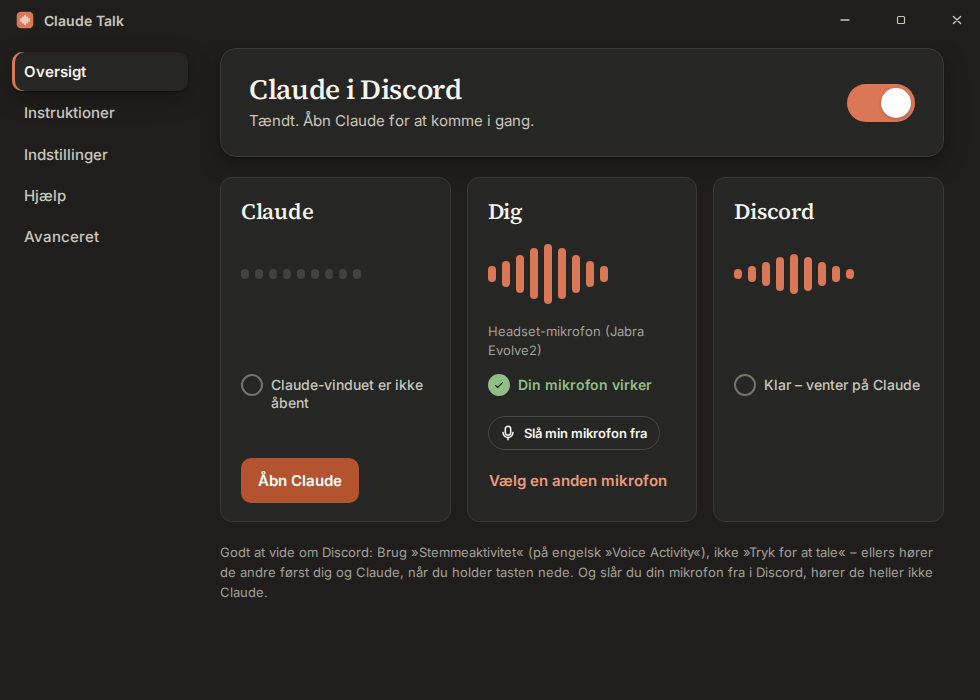 Claude Talk
Oversigt
Instruktioner
Indstillinger
Hjælp
Avanceret
Claude i Discord
Tændt. Åbn Claude for at komme i gang.
Claude
Claude-vinduet er ikke
åbent
Åbn Claude
Dig
Headset-mikrofon (Jabra
Evolve2)
Din mikrofon virker
Slå min mikrofon fra
Vælg en anden mikrofon
Discord
Klar – venter på Claude
Godt at vide om Discord: Brug »Stemmeaktivitet« (på engelsk »Voice Activity«), ikke »Tryk for at tale« – ellers hører
de andre først dig og Claude, når du holder tasten nede. Og slår du din mikrofon fra i Discord, hører de heller ikke
Claude.